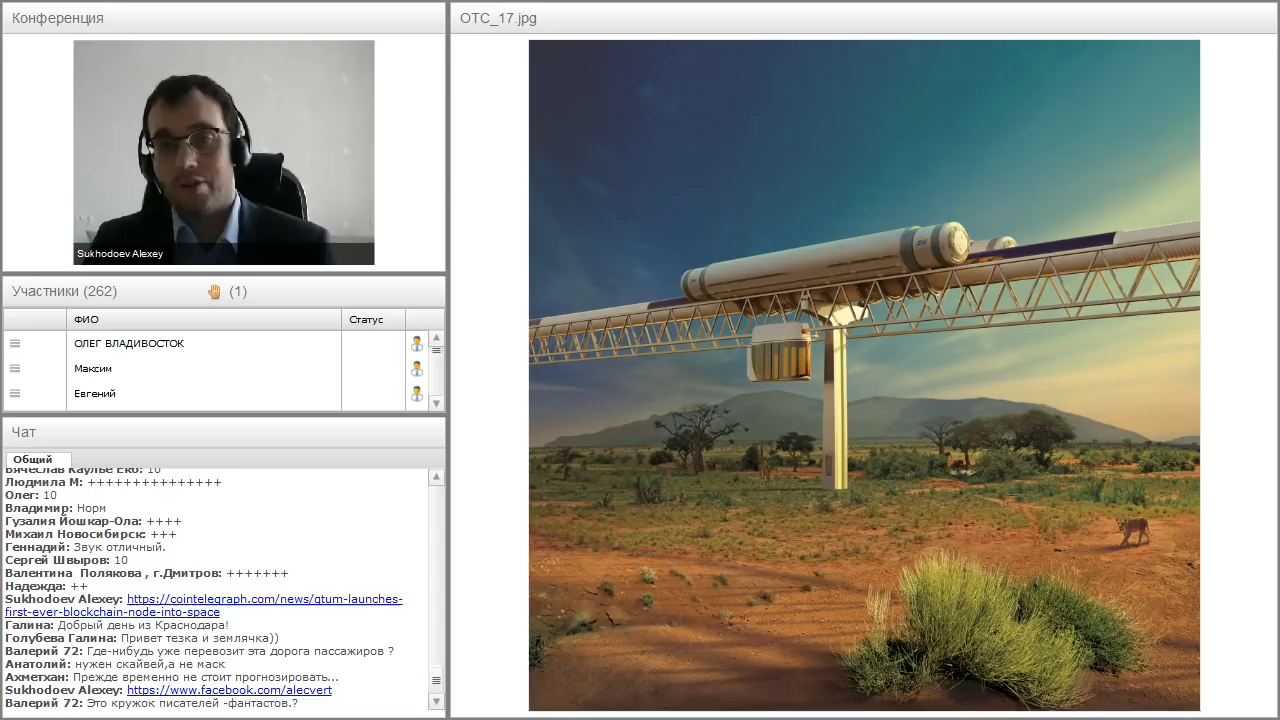 Конференция
Sukhodoev Alexey
Участники (262)
(1)
ФИО
Статус
ОЛЕГ ВЛАДИВОСТОК
Максим
Евгений
Чат
Общий
Вячеслав Каулье Еко: 10
Людмила М: + + + + + + + + + + + + + + +
Олег: 10
Владимир: Норм
Гузалия Йошкар-Ола: ++++
Михаил Новосибирск: +++
Геннадий: Звук отличный.
Сергей Швыров: 10
Валентина Полякова , г.Дмитров: +++++++
Надежда: ++
Sukhodoev Alexey: https://cointelegraph.com/news/qtum-launches-
first-ever-blockchain-node-into-space
Галина: Добрый день из Краснодара!
Голубева Галина: Привет тезка и землячка))
Валерий 72: Где-нибудь уже перевозит эта дорога пассажиров ?
Анатолий: нужен скайвей,а не маск
Ахметхан: Прежде временно не стоит прогнозировать...
Sukhodoev Alexey: https://www.facebook.com/alecvert
Валерий 72: Это кружок писателей -фантастов.?
OTC_17.jpg